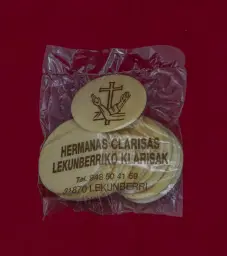 HERMANAS CLARISAS
LEKUNBERRIKO KLARISAK
Tel. 948 50 41 69
31870 LEKUNBERRI